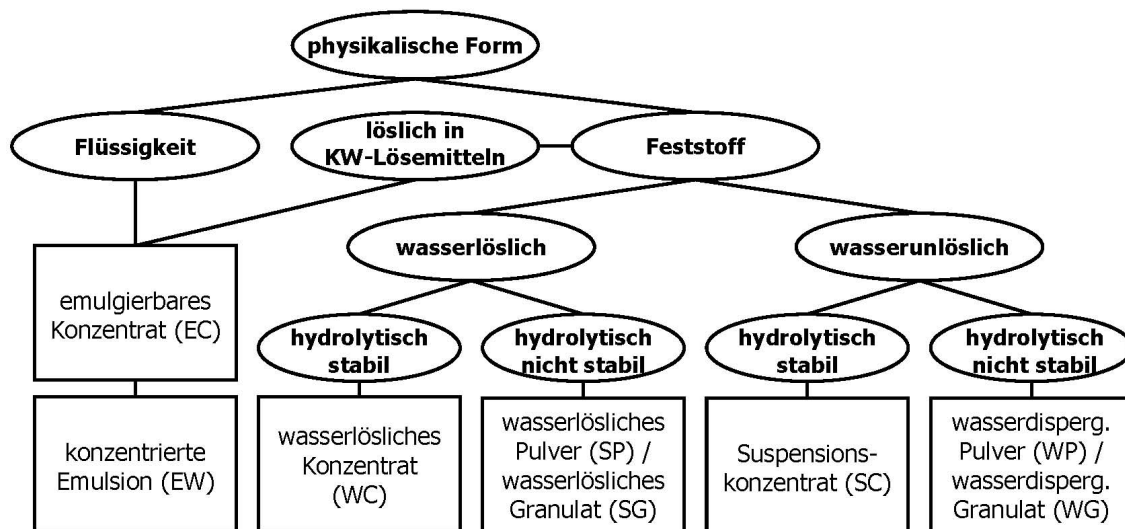 physikalische Form
Flüssigkeit
löslich in
KW-Lösemitteln
Feststoff
wasserlöslich
wasserunlöslich
emulgierbares
Konzentrat (EC)
hydrolytisch
stabil
hydrolytisch
nicht stabil
hydrolytisch
stabil
hydrolytisch
nicht stabil
konzentrierte
Emulsion (EW)
wasserlösliches
Konzentrat
(WC)
wasserlösliches
Pulver (SP) /
wasserlösliches
Granulat (SG)
Suspensions-
konzentrat (SC)
wasserdisperg.
Pulver (WP) /
wasserdisperg.
Granulat (WG)